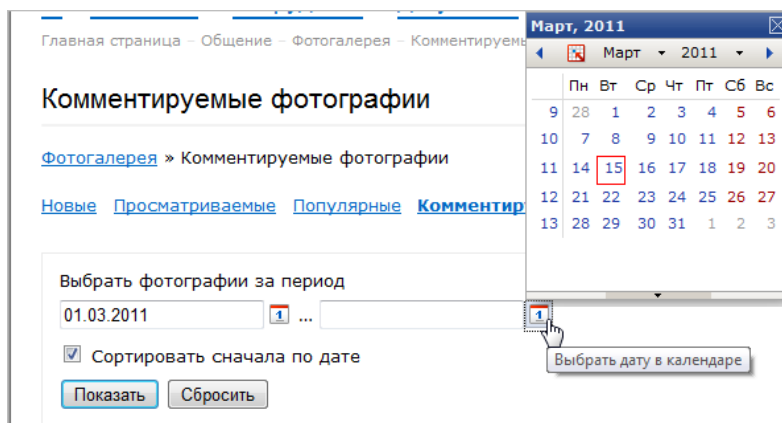 Главная страница – Общение – Фотогалерея –
Комментируемые фотографии
Фотогалерея » Комментируемые фотографии
Новые Просматриваемые Популярные
Выбрать фотографии за период
01.03.2011 1 ... 1
Сортировать сначала по дате
Показать Сбросить
Март, 2011
Март 2011
Пн Вт Ср Чт Пт Сб Вс
9 28 1 2 3 4 5 6
10 7 8 9 10 11 12 13
11 14 15 16 17 18 19 20
12 21 22 23 24 25 26 27
13 28 29 30 31 1 2 3
Выбрать дату в календаре